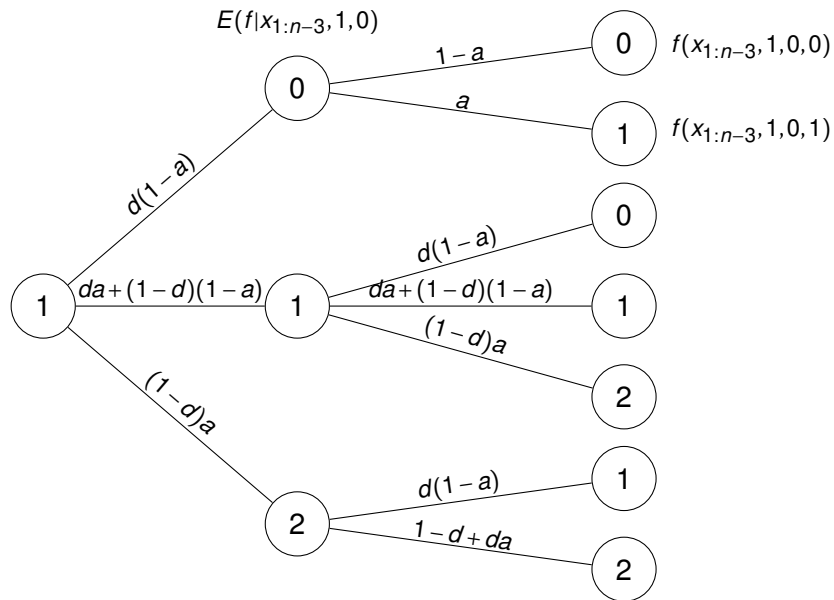 E(f|x1:n−3,1,0)
0
1−a
0
f(x1:n−3,1,0,0)
a
1
f(x1:n−3,1,0,1)
d(1−a)
0
d(1−a)
1
da+(1−d)(1−a)
1
da+(1−d)(1−a)
1
(1−d)a
2
(1−d)a
2
d(1−a)
1
1−d+da
2